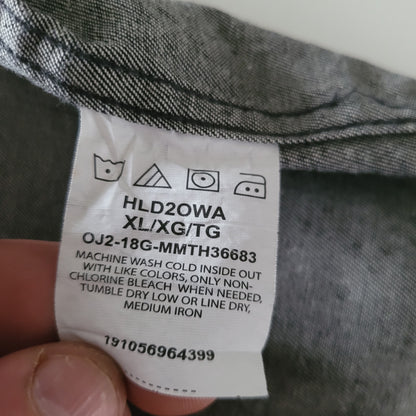 HLD2OWA
XL/XG/TG
OJ2-18G-MMTH36683
MACHINE WASH COLD INSIDE OUT
WITH LIKE COLORS, ONLY NON-
CHLORINE BLEACH WHEN NEEDED,
TUMBLE DRY LOW OR LINE DRY,
MEDIUM IRON
191056964399